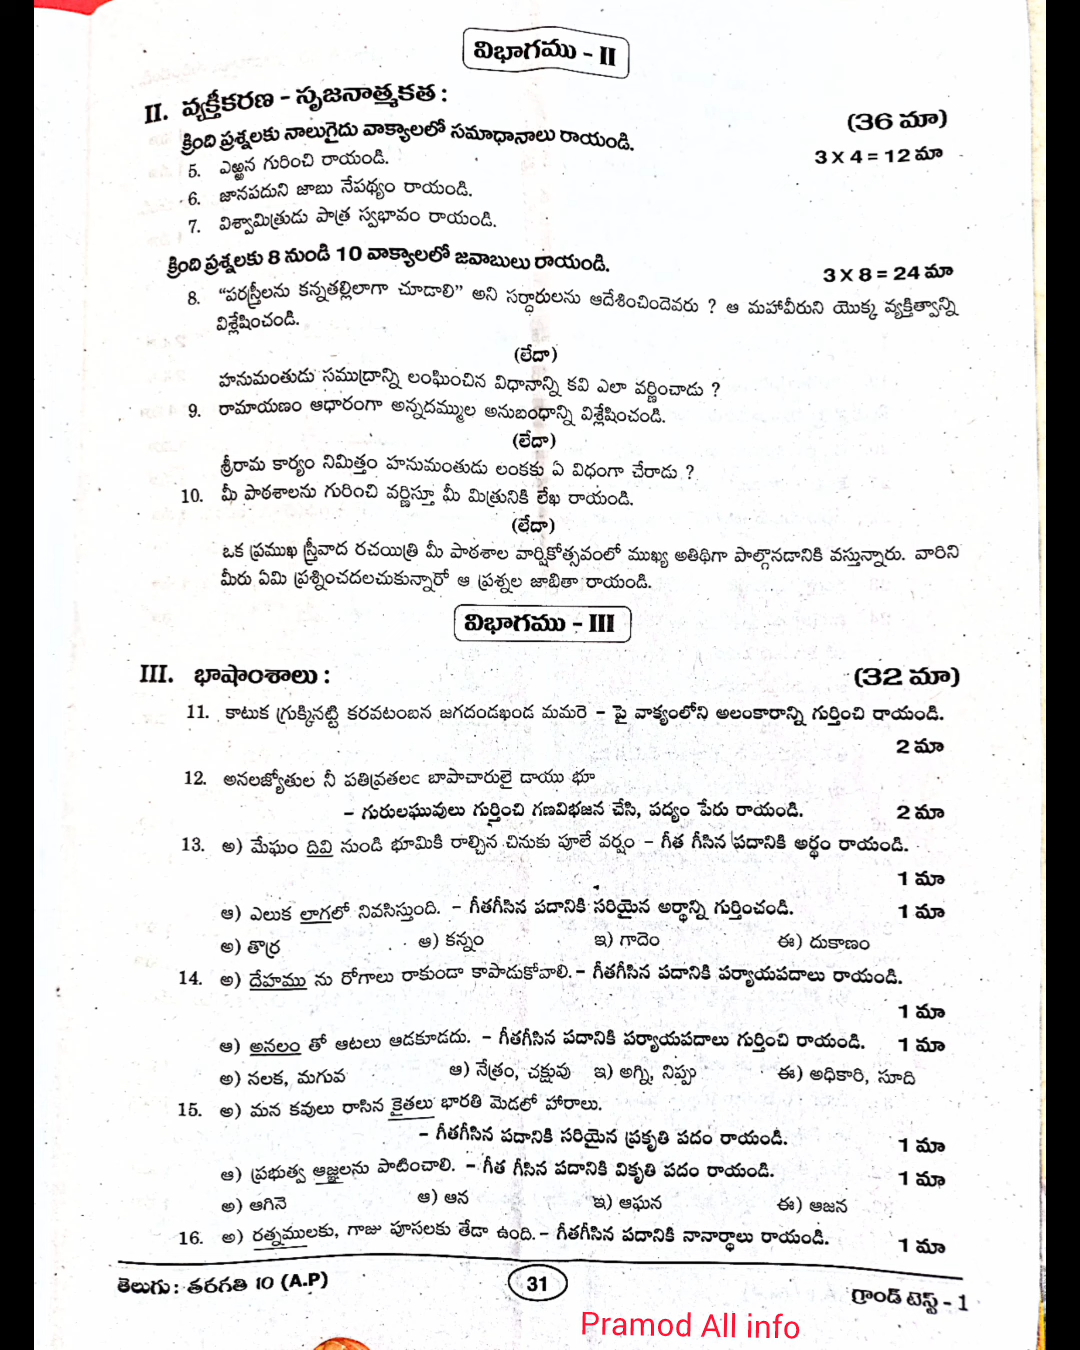 విభాగము - II
II. వ్యక్తీకరణ - సృజనాత్మకత : (36 మా)
క్రింది ప్రశ్నలకు నాలుగైదు వాక్యాలలో సమాధానాలు రాయండి. 3 X 4 = 12 మా
5. ఎఱ్ఱన గురించి రాయండి.
6. జానపదుని జాబు నేపథ్యం రాయండి.
7. విశ్వామిత్రుడు పాత్ర స్వభావం రాయండి.
క్రింది ప్రశ్నలకు 8 నుండి 10 వాక్యాలలో జవాబులు రాయండి. 3 X 8 = 24 మా
8. “పరస్త్రీలను కన్నతల్లిలాగా చూడాలి” అని సర్దారులను ఆదేశించిందెవరు ? ఆ మహావీరుని యొక్క వ్యక్తిత్వాన్ని
విశ్లేషించండి.
(లేదా)
హనుమంతుడు సముద్రాన్ని లంఘించిన విధానాన్ని కవి ఎలా వర్ణించాడు ?
9. రామాయణం ఆధారంగా అన్నదమ్ముల అనుబంధాన్ని విశ్లేషించండి.
(లేదా)
శ్రీరామ కార్యం నిమిత్తం హనుమంతుడు లంకకు ఏ విధంగా చేరాడు ?
10. మీ పాఠశాలను గురించి వర్ణిస్తూ మీ మిత్రునికి లేఖ రాయండి.
(లేదా)
ఒక ప్రముఖ స్త్రీవాద రచయిత్రి మీ పాఠశాల వార్షికోత్సవంలో ముఖ్య అతిథిగా పాల్గొనడానికి వస్తున్నారు. వారిని
మీరు ఏమి ప్రశ్నించదలచుకున్నారో ఆ ప్రశ్నల జాబితా రాయండి.
విభాగము - III
III. భాషాంశాలు : (32 మా)
11. కాటుక గ్రుక్కినట్టి కరవటంబన జగదండఖండ మమరె - పై వాక్యంలోని అలంకారాన్ని గుర్తించి రాయండి.
2 మా
12. అనలజ్యోతుల నీ పతివ్రతలఁ బాపాచారులై డాయు భూ
- గురులఘువులు గుర్తించి గణవిభజన చేసి, పద్యం పేరు రాయండి. 2 మా
13. అ) మేఘం దివి నుండి భూమికి రాల్చిన చినుకు పూలే వర్షం - గీత గీసిన పదానికి అర్థం రాయండి.
1 మా
ఆ) ఎలుక లాగలో నివసిస్తుంది. - గీతగీసిన పదానికి సరియైన అర్థాన్ని గుర్తించండి. 1 మా
అ) తొర్ర ఆ) కన్నం ఇ) గాదెం ఈ) దుకాణం
14. అ) దేహము ను రోగాలు రాకుండా కాపాడుకోవాలి. - గీతగీసిన పదానికి పర్యాయపదాలు రాయండి.
1 మా
ఆ) అనలం తో ఆటలు ఆడకూడదు. - గీతగీసిన పదానికి పర్యాయపదాలు గుర్తించి రాయండి. 1 మా
అ) నలక, మగువ ఆ) నేత్రం, చక్షువు ఇ) అగ్ని, నిప్పు ఈ) అధికారి, సూది
15. అ) మన కవులు రాసిన కైతలు భారతి మెడలో హారాలు.
- గీతగీసిన పదానికి సరియైన ప్రకృతి పదం రాయండి. 1 మా
ఆ) ప్రభుత్వ ఆజ్ఞలను పాటించాలి. - గీత గీసిన పదానికి వికృతి పదం రాయండి. 1 మా
అ) ఆగినె ఆ) ఆన ఇ) ఆఘన ఈ) ఆజన
16. అ) రత్నములకు, గాజు పూసలకు తేడా ఉంది. - గీతగీసిన పదానికి నానార్థాలు రాయండి. 1 మా
తెలుగు : తరగతి 10 (A.P) 31 గ్రాండ్ టెస్ట్ - 1
Pramod All info